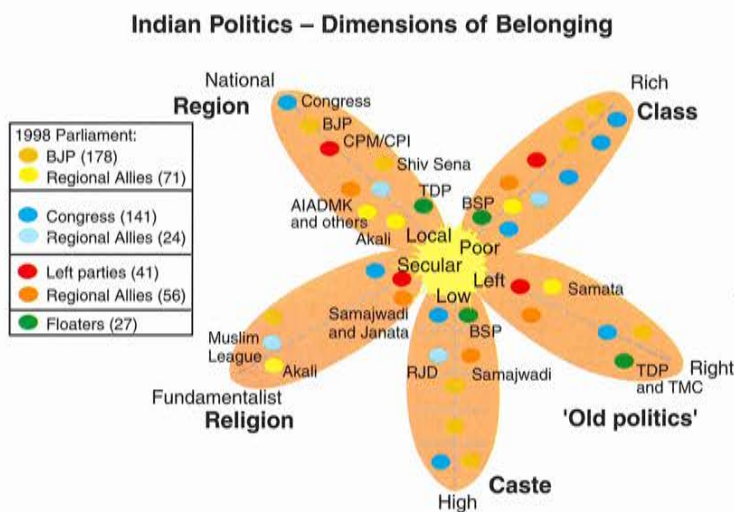 Indian Politics – Dimensions of Belonging
National
Region
Congress
BJP
CPM/CPI
Shiv Sena
TDP
AIADMK
and others
Akali
Local
Rich
Class
BSP
Poor
1998 Parliament:
BJP (178)
Regional Allies (71)
Congress (141)
Regional Allies (24)
Left parties (41)
Regional Allies (56)
Floaters (27)
Secular
Samajwadi
and Janata
Muslim
League
Akali
Fundamentalist
Religion
Left
Samata
Right
TDP
and TMC
'Old politics'
Low
BSP
RJD
Samajwadi
Caste
High